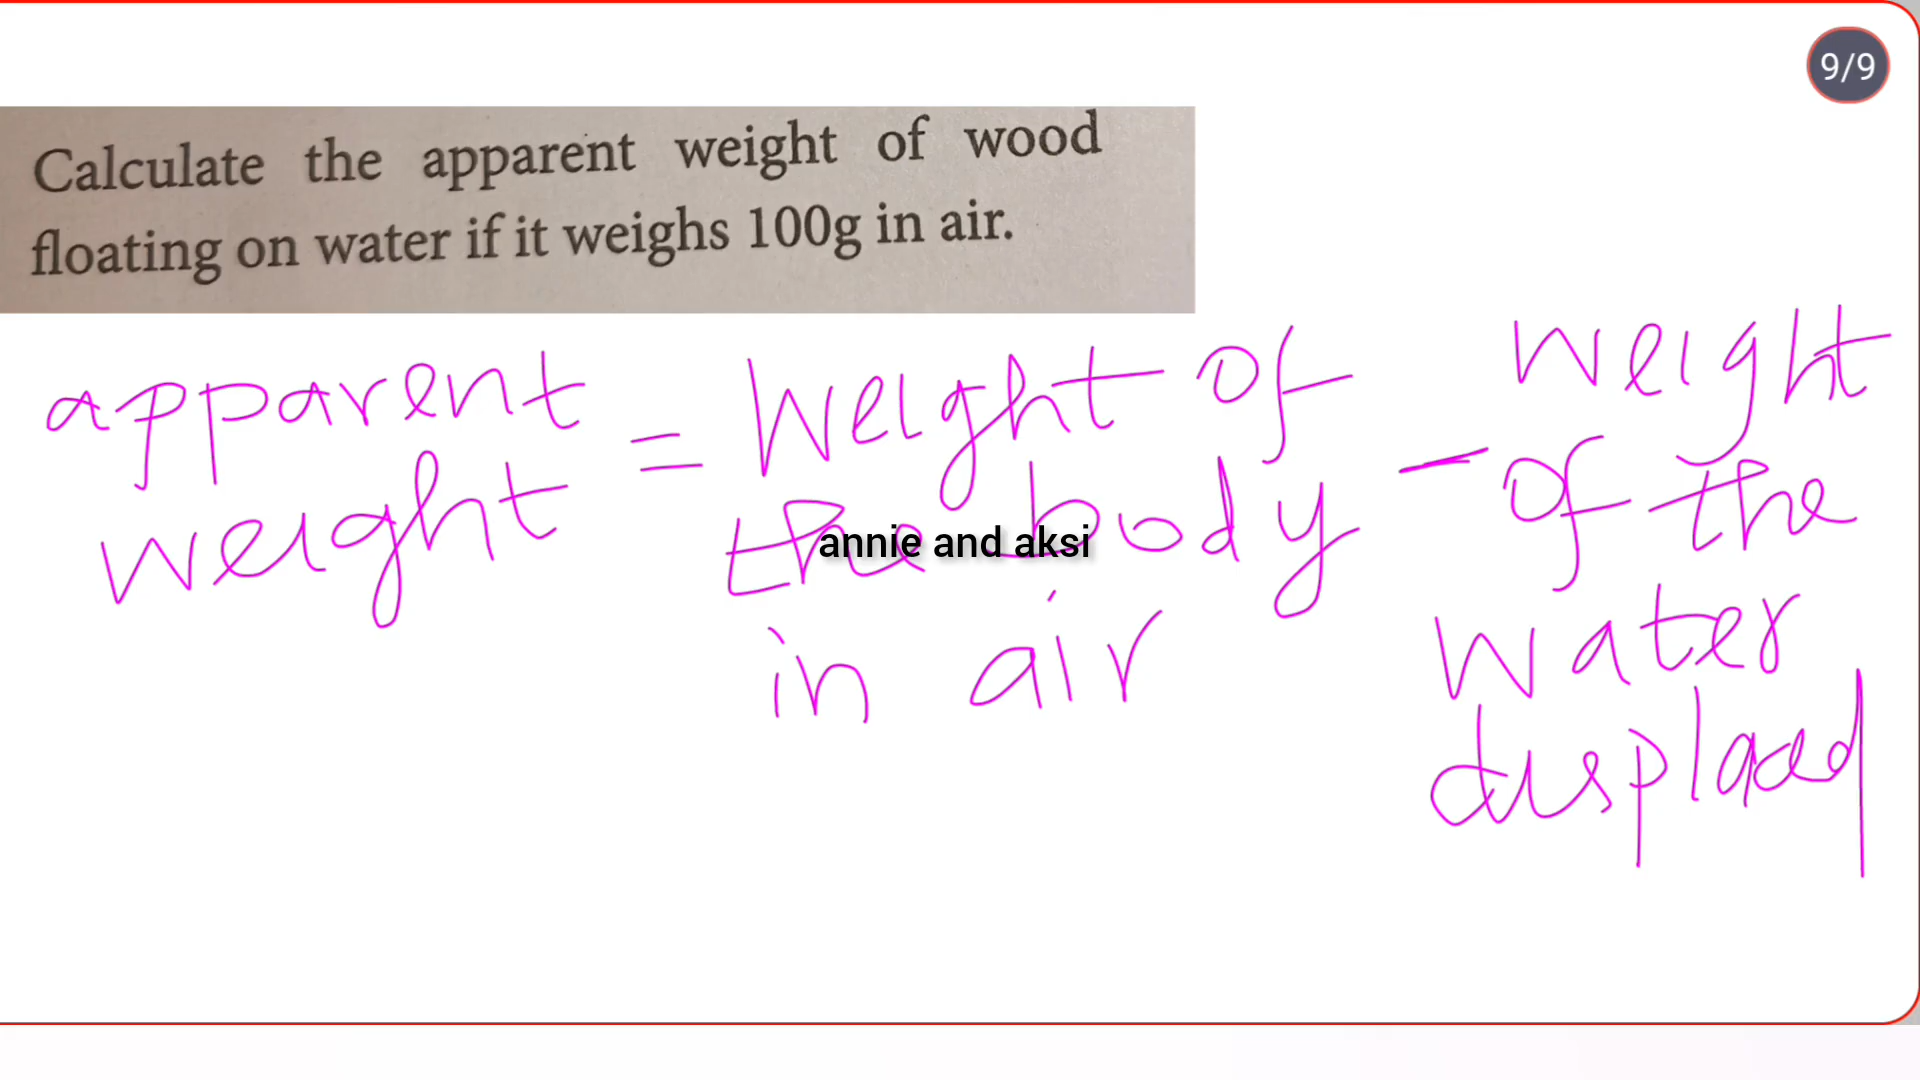 9/9
Calculate the apparent weight of wood
floating on water if it weighs 100g in air.
apparent weight = Weight of the body in air - weight of the water displaced
annie and aksi